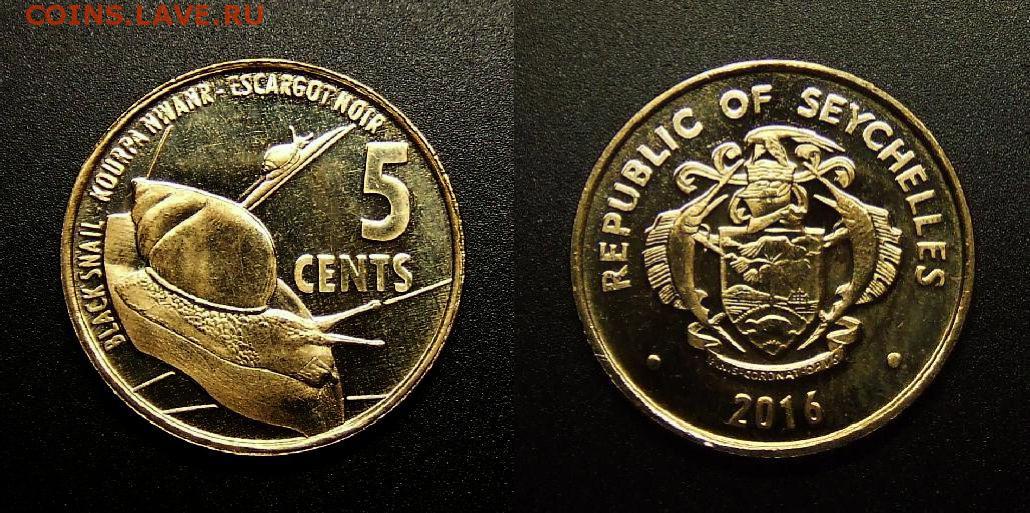 COINS.LAVE.RU
BLACK SNAIL - KOURPA NWANR - ESCARGOT NOIR
5
CENTS
REPUBLIC OF SEYCHELLES
2016